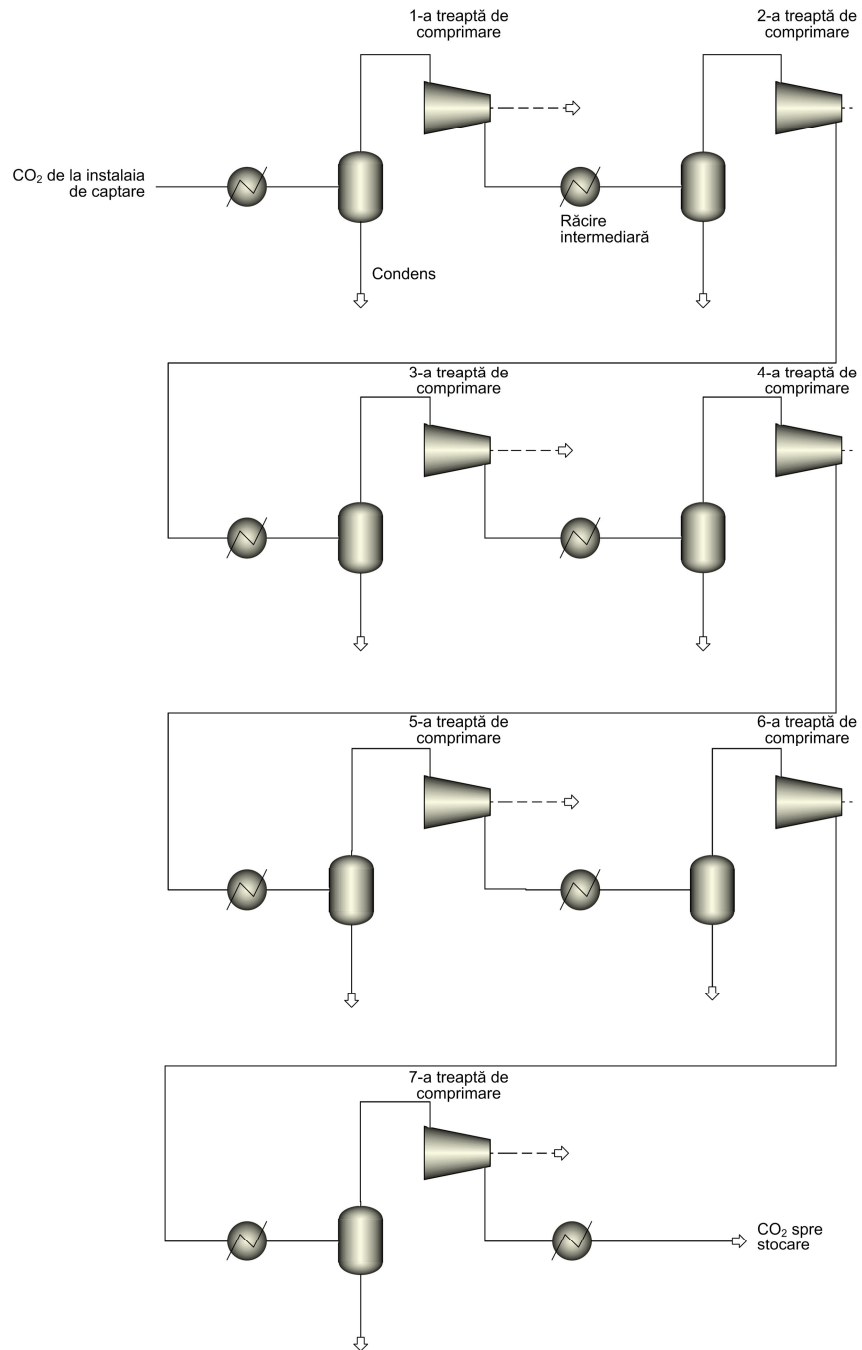 1-a treaptă de
comprimare
2-a treaptă de
comprimare
CO₂ de la instalaia
de captare
Răcire
intermediară
Condens
3-a treaptă de
comprimare
4-a treaptă de
comprimare
5-a treaptă de
comprimare
6-a treaptă de
comprimare
7-a treaptă de
comprimare
CO₂ spre
stocare